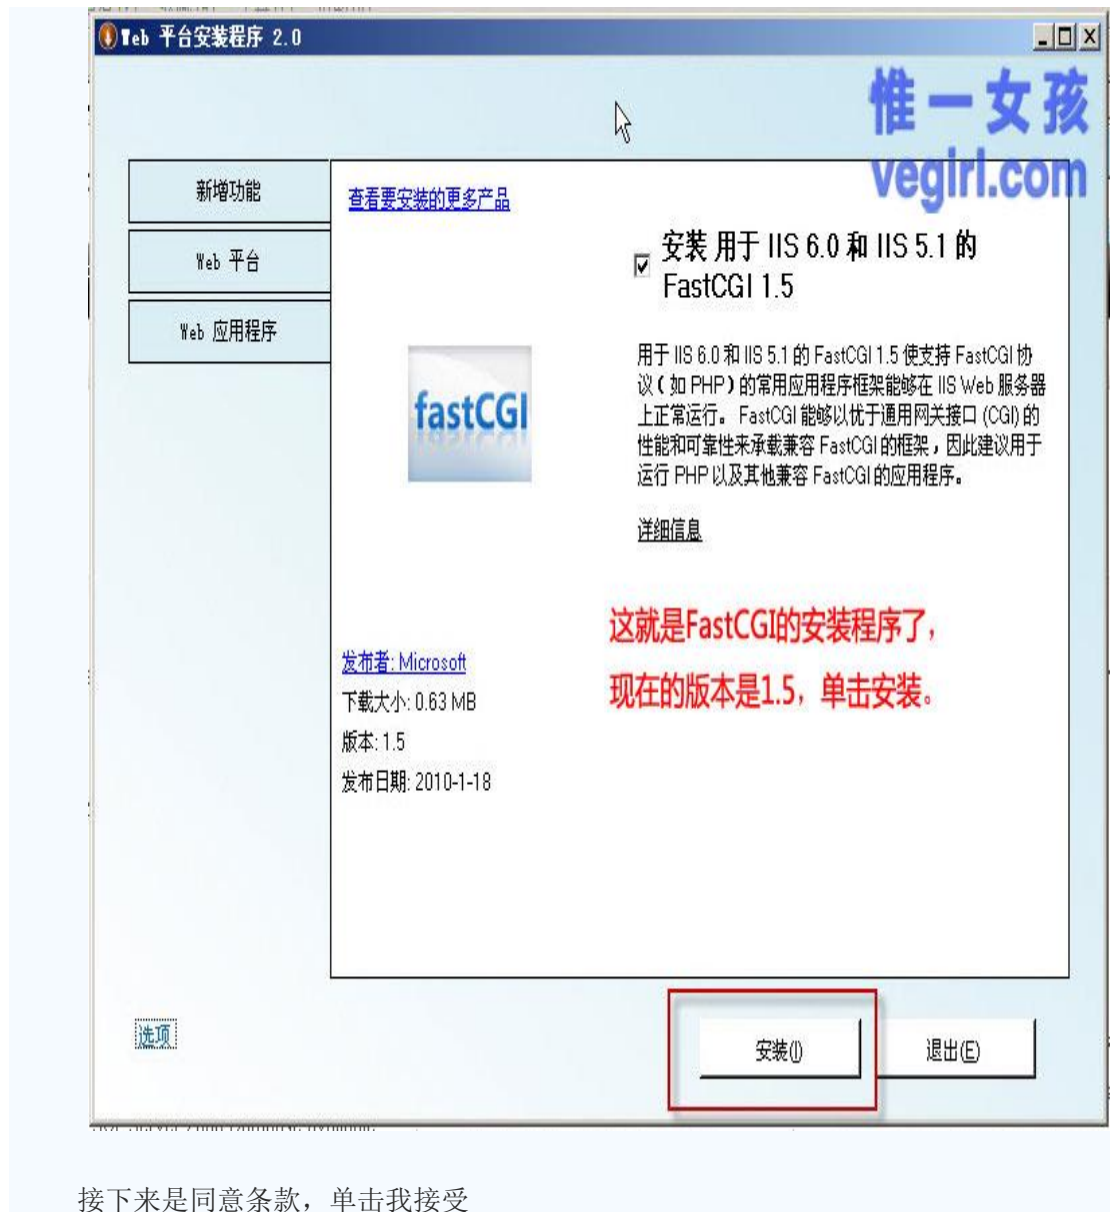 Web 平台安装程序 2.0
惟一女孩
vegirl.com
新增功能
Web 平台
Web 应用程序
查看要安装的更多产品
安装 用于 IIS 6.0 和 IIS 5.1 的
FastCGI 1.5
fastCGI
用于 IIS 6.0 和 IIS 5.1 的 FastCGI 1.5 使支持 FastCGI 协
议 ( 如 PHP ) 的常用应用程序框架能够在 IIS Web 服务器
上正常运行。 FastCGI 能够以优于通用网关接口 (CGI) 的
性能和可靠性来承载兼容 FastCGI 的框架，因此建议用于
运行 PHP 以及其他兼容 FastCGI 的应用程序。
详细信息
这就是FastCGI的安装程序了，
现在的版本是1.5，单击安装。
发布者: Microsoft
下载大小: 0.63 MB
版本: 1.5
发布日期: 2010-1-18
选项
安装(I)
退出(E)
接下来是同意条款，单击我接受